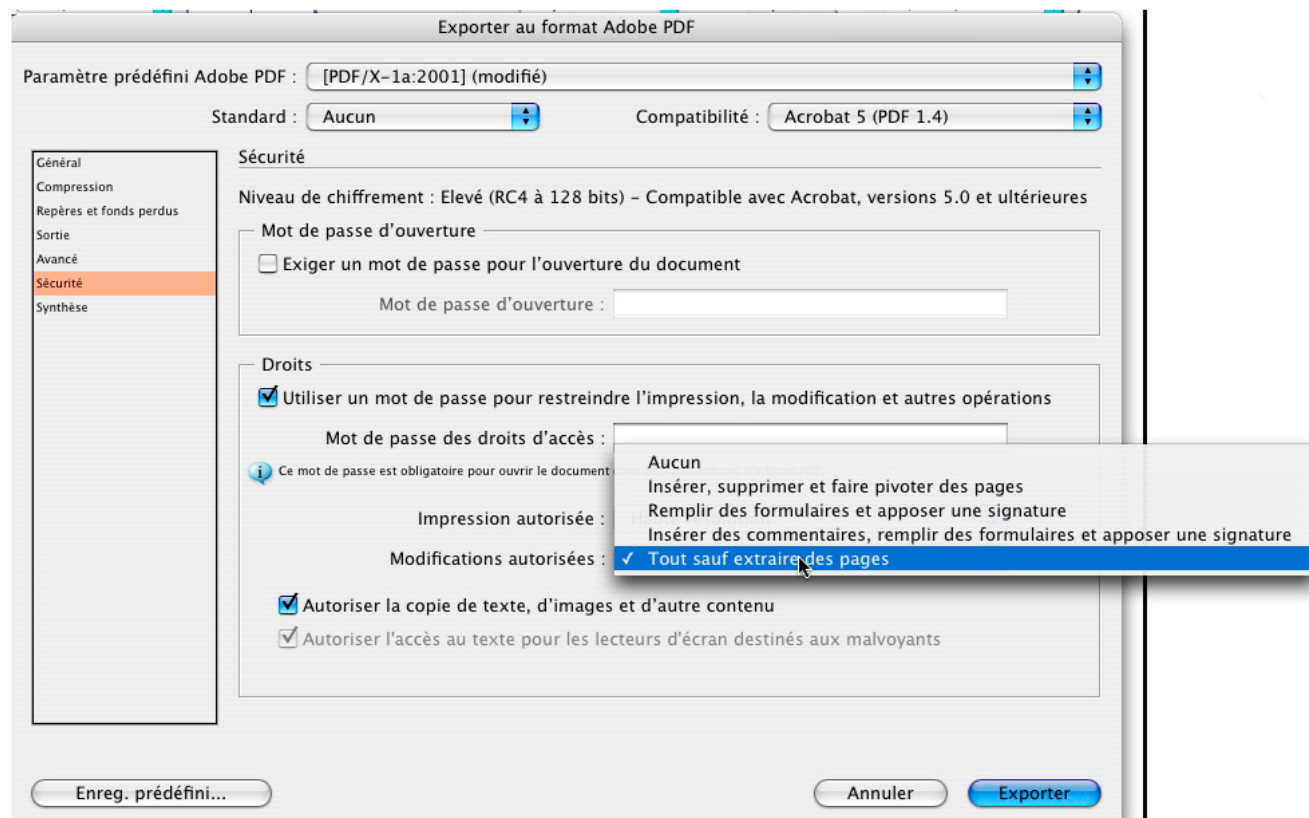 Exporter au format Adobe PDF
Paramètre prédéfini Adobe PDF : [PDF/X-1a:2001] (modifié)
Standard : Aucun Compatibilité : Acrobat 5 (PDF 1.4)
Général
Compression
Repères et fonds perdus
Sortie
Avancé
Sécurité
Synthèse
Sécurité
Niveau de chiffrement : Elevé (RC4 à 128 bits) – Compatible avec Acrobat, versions 5.0 et ultérieures
Mot de passe d'ouverture
Exiger un mot de passe pour l'ouverture du document
Mot de passe d'ouverture :
Droits
Utiliser un mot de passe pour restreindre l'impression, la modification et autres opérations
Mot de passe des droits d'accès :
Ce mot de passe est obligatoire pour ouvrir le document
Impression autorisée : Haute résolution
Modifications autorisées :
Aucun
Insérer, supprimer et faire pivoter des pages
Remplir des formulaires et apposer une signature
Insérer des commentaires, remplir des formulaires et apposer une signature
✓ Tout sauf extraire des pages
Autoriser la copie de texte, d'images et d'autre contenu
Autoriser l'accès au texte pour les lecteurs d'écran destinés aux malvoyants
Enreg. prédéfini... Annuler Exporter